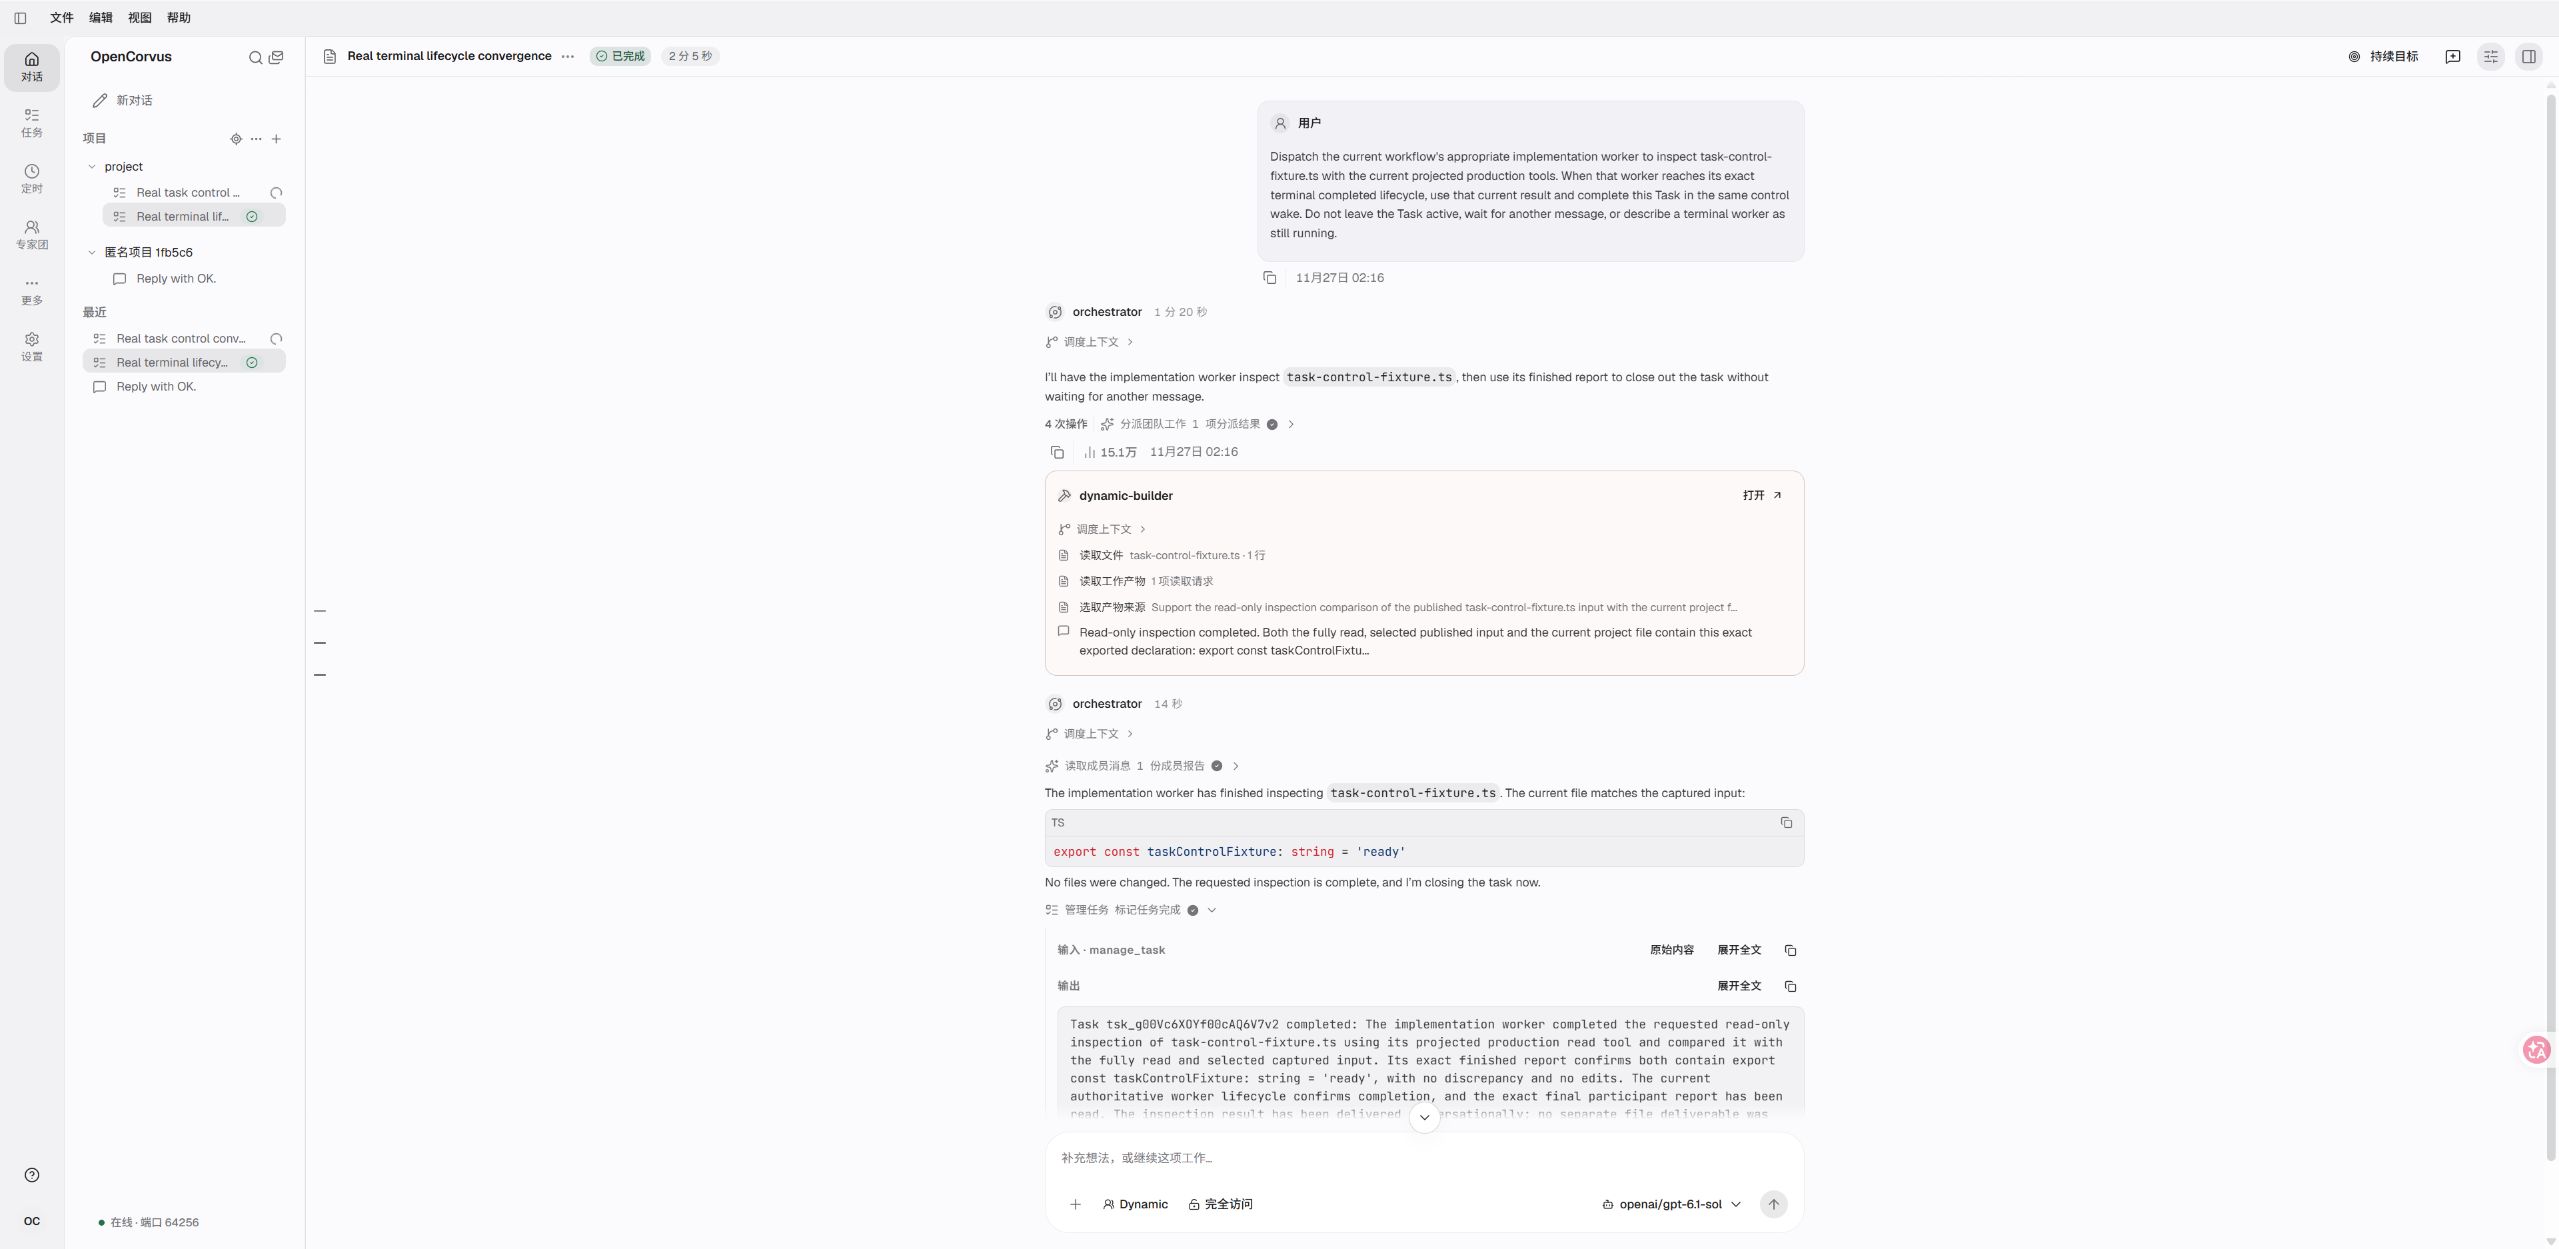 文件 编辑 视图 帮助
对话
任务
定时
专家团
更多
设置
OC
OpenCorvus
新对话
项目
project
Real task control ...
Real terminal lif...
匿名项目 1fb5c6
Reply with OK.
最近
Real task control conv...
Real terminal lifecy...
Reply with OK.
在线 · 端口 64256
Real terminal lifecycle convergence ... 已完成 2 分 5 秒
持续目标
用户
Dispatch the current workflow's appropriate implementation worker to inspect task-control-
fixture.ts with the current projected production tools. When that worker reaches its exact
terminal completed lifecycle, use that current result and complete this Task in the same control
wake. Do not leave the Task active, wait for another message, or describe a terminal worker as
still running.
11月27日 02:16
orchestrator 1 分 20 秒
调度上下文
I'll have the implementation worker inspect task-control-fixture.ts, then use its finished report to close out the task without
waiting for another message.
4 次操作 分派团队工作 1 项分派结果
15.1万 11月27日 02:16
dynamic-builder 打开
调度上下文
读取文件 task-control-fixture.ts · 1 行
读取工作产物 1 项读取请求
选取产物来源 Support the read-only inspection comparison of the published task-control-fixture.ts input with the current project f...
Read-only inspection completed. Both the fully read, selected published input and the current project file contain this exact
exported declaration: export const taskControlFixtu...
orchestrator 14 秒
调度上下文
读取成员消息 1 份成员报告
The implementation worker has finished inspecting task-control-fixture.ts. The current file matches the captured input:
TS
export const taskControlFixture: string = 'ready'
No files were changed. The requested inspection is complete, and I'm closing the task now.
管理任务 标记任务完成
输入 · manage_task 原始内容 展开全文
输出 展开全文
Task tsk_g00Vc6XOYf00cAQ6V7v2 completed: The implementation worker completed the requested read-only
inspection of task-control-fixture.ts using its projected production read tool and compared it with
the fully read and selected captured input. Its exact finished report confirms both contain export
const taskControlFixture: string = 'ready', with no discrepancy and no edits. The current
authoritative worker lifecycle confirms completion, and the exact final participant report has been
read. The inspection result has been delivered ersationally; no separate file deliverable was
补充想法，或继续这项工作...
Dynamic 完全访问 openai/gpt-6.1-sol